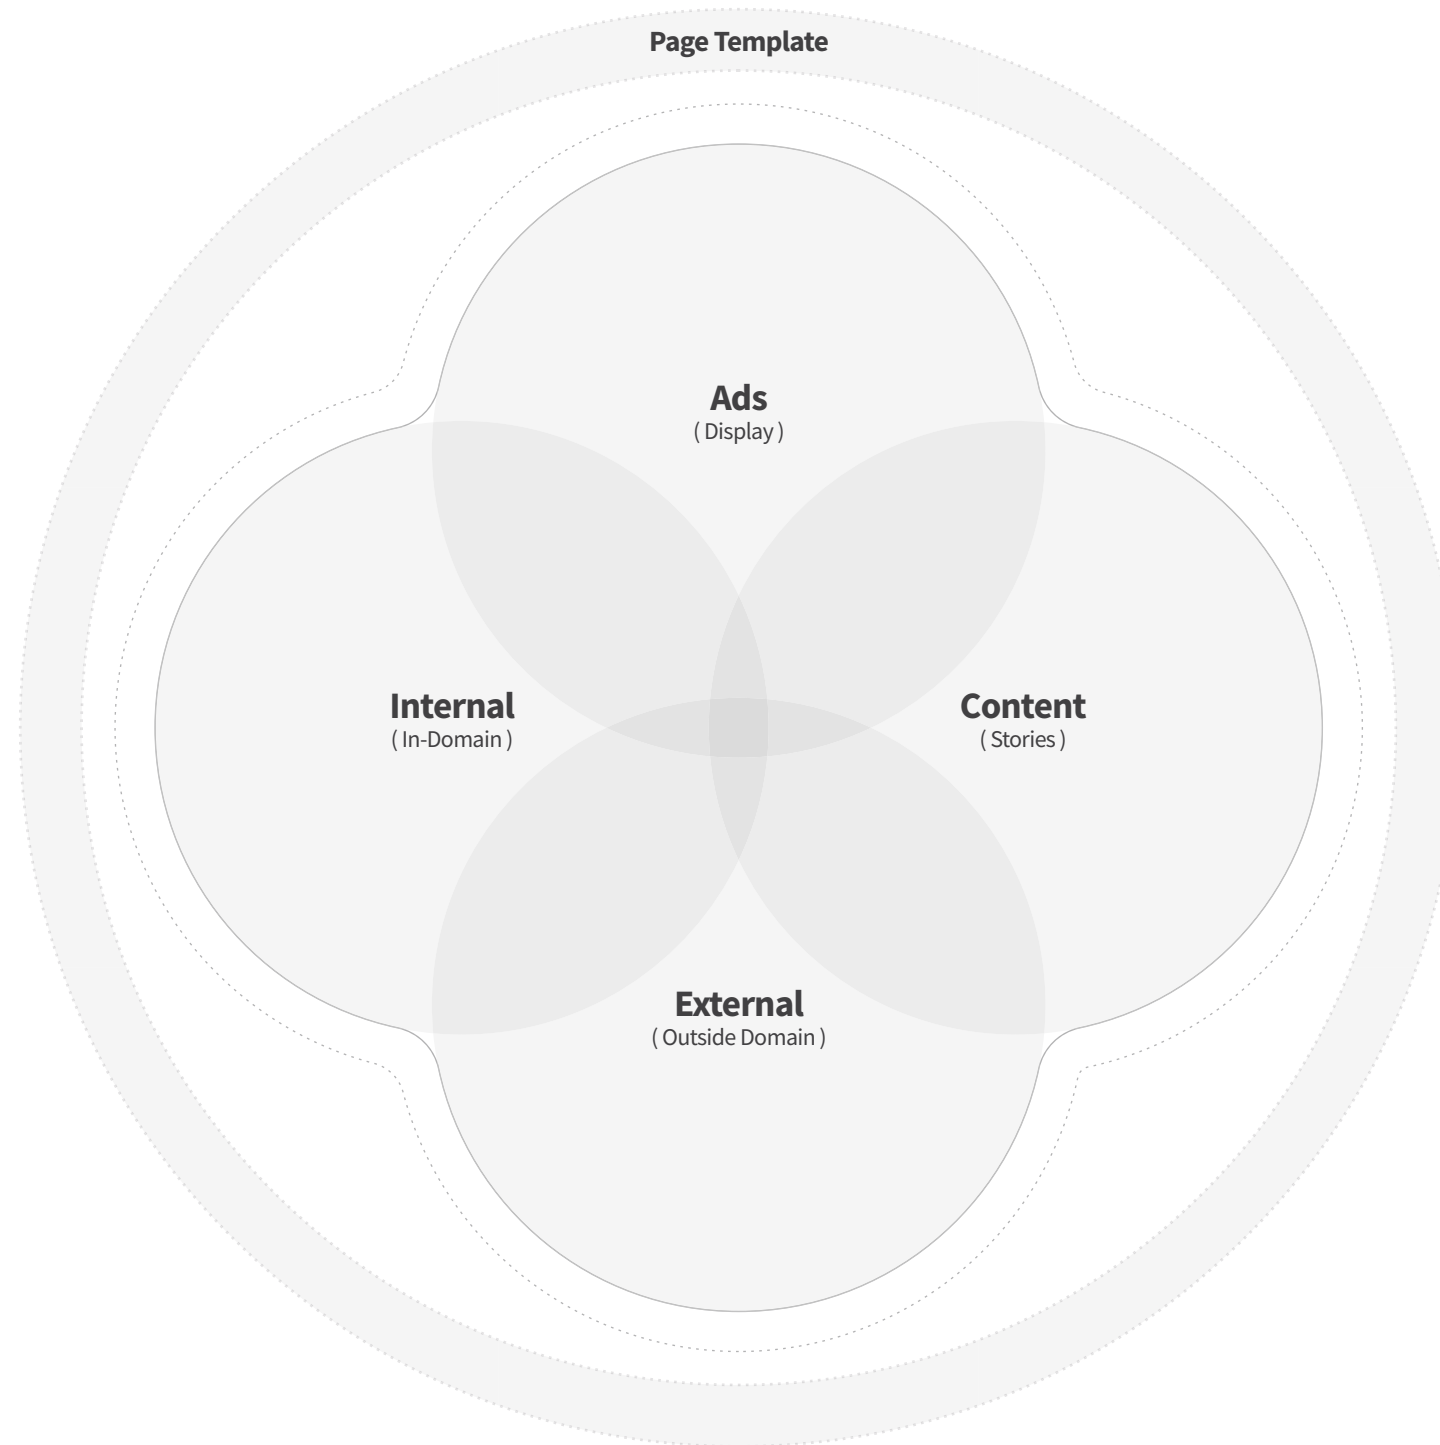 Page Template
Ads
( Display )
Internal
( In-Domain )
Content
( Stories )
External
( Outside Domain )